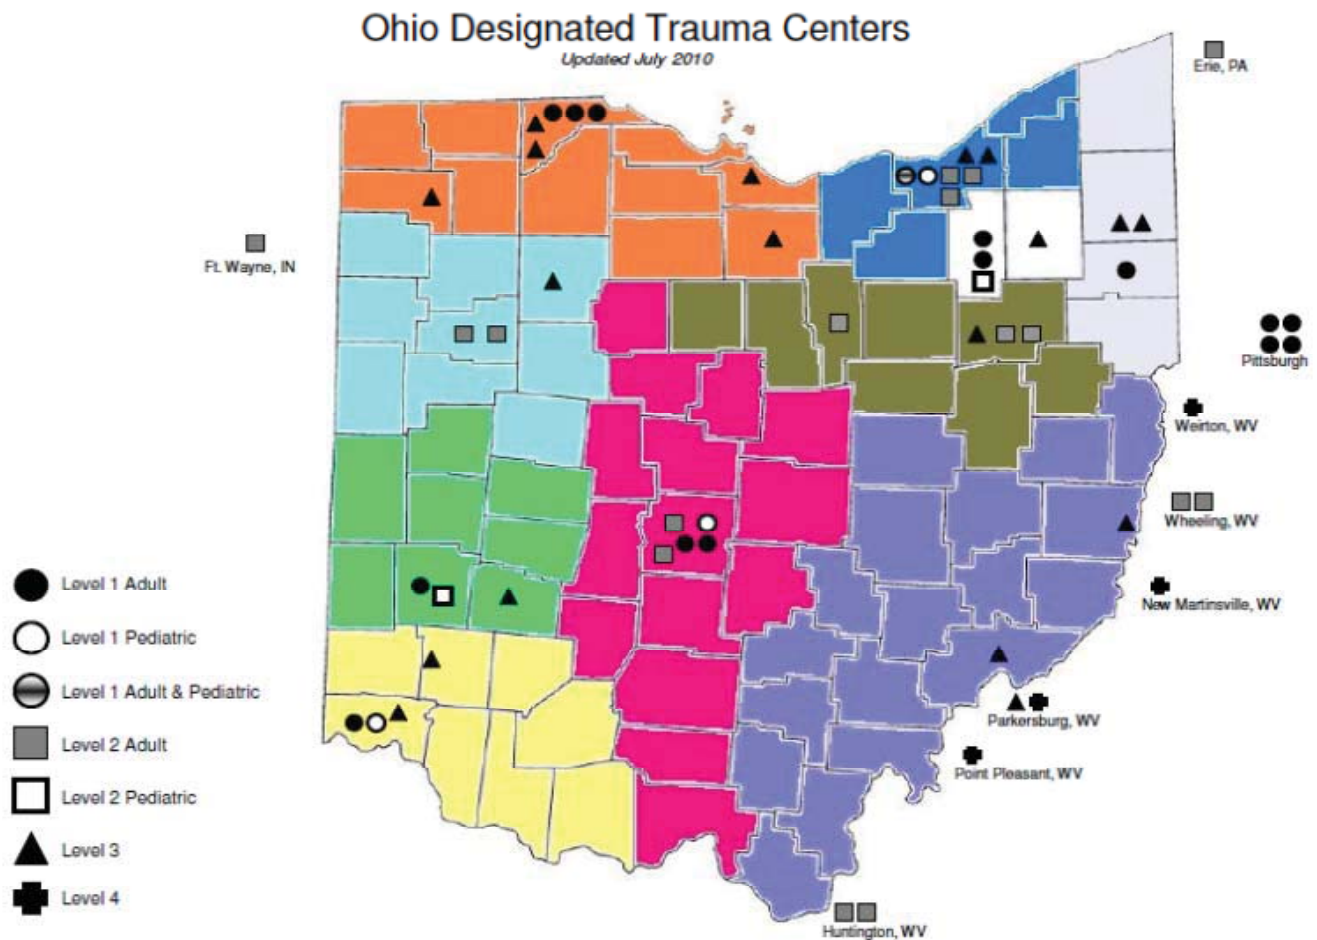 Ohio Designated Trauma Centers
Updated July 2010
Erie, PA
Ft. Wayne, IN
Pittsburgh
Weirton, WV
Wheeling, WV
New Martinsville, WV
Parkersburg, WV
Point Pleasant, WV
Huntington, WV
Level 1 Adult
Level 1 Pediatric
Level 1 Adult & Pediatric
Level 2 Adult
Level 2 Pediatric
Level 3
Level 4